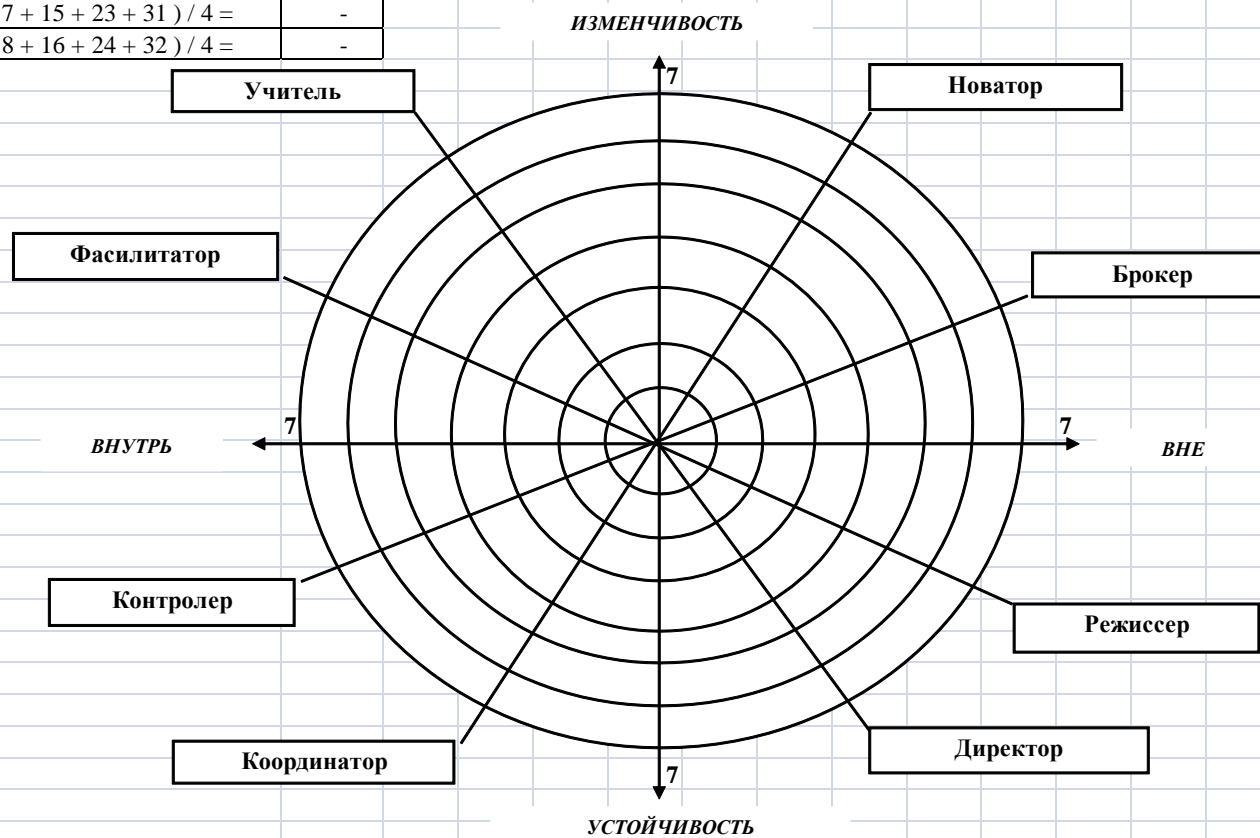 7 + 15 + 23 + 31 ) / 4 = -
8 + 16 + 24 + 32 ) / 4 = -
ИЗМЕНЧИВОСТЬ
7
Учитель
Новатор
Фасилитатор
Брокер
7
7
ВНУТРЬ
ВНЕ
Контролер
Режиссер
Координатор
Директор
7
УСТОЙЧИВОСТЬ